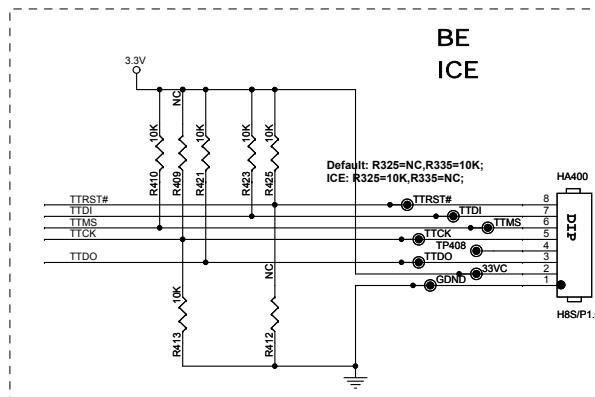 BE
ICE
3.3V
NC
10K
10K
10K
10K
R410
R409
R421
R423
R425
Default: R325=NC,R335=10K;
ICE: R325=10K,R335=NC;
HA400
TTRST#
TTRST#
8
TTDI
TTDI
7
TTMS
TTMS
6
TTCK
TTCK
5
TP408
4
TTDO
TTDO
3
33VC
2
GDND
1
DIP
NC
10K
R413
R412
H8S/P1.